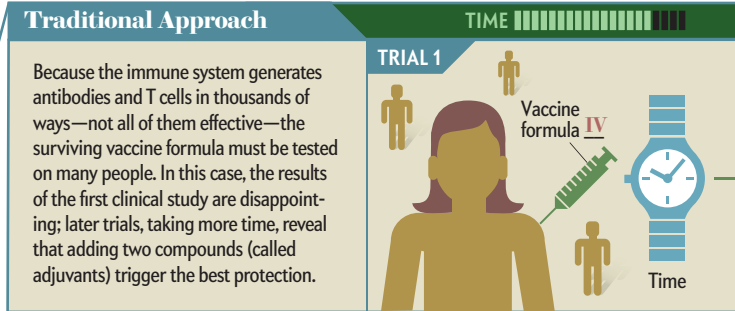 Traditional Approach
TIME
Because the immune system generates
antibodies and T cells in thousands of
ways—not all of them effective—the
surviving vaccine formula must be tested
on many people. In this case, the results
of the first clinical study are disappoint-
ing; later trials, taking more time, reveal
that adding two compounds (called
adjuvants) trigger the best protection.
TRIAL 1
Vaccine
formula IV
Time